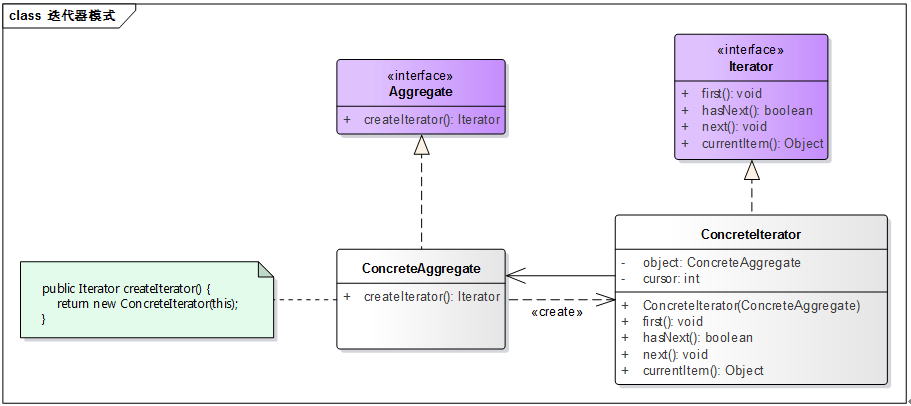 class 迭代器模式
«interface»
Aggregate
+ createIterator(): Iterator
«interface»
Iterator
+ first(): void
+ hasNext(): boolean
+ next(): void
+ currentItem(): Object
public Iterator createIterator() {
return new ConcreteIterator(this);
}
ConcreteAggregate
+ createIterator(): Iterator
«create»
ConcreteIterator
- object: ConcreteAggregate
- cursor: int
+ ConcreteIterator(ConcreteAggregate)
+ first(): void
+ hasNext(): boolean
+ next(): void
+ currentItem(): Object